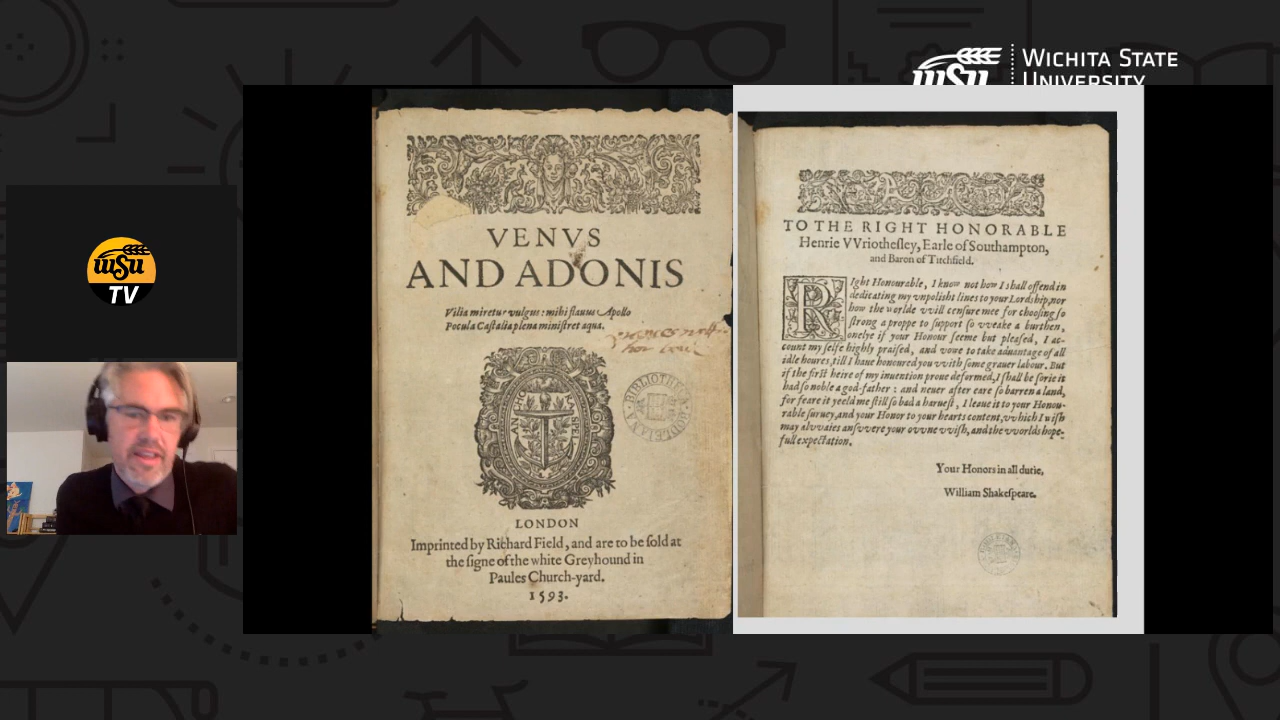 WICHITA STATE
UNIVERSITY
wsu
wsu
TV
VENVS
AND ADONIS
Vilia miretur vulgus: mihi flauus Apollo
Pocula Castalia plena ministret aqua.
ANCHORA SPEI
BIBLIOTHECA BODLEIANA
LONDON
Imprinted by Richard Field, and are to be ſold at
the ſigne of the white Greyhound in
Paules Church-yard.
1593.
TO THE RIGHT HONORABLE
Henrie VVriotheſley, Earle of Southampton,
and Baron of Titchfield.
RIght Honourable, I know not how I ſhall offend in
dedicating my vnpoliſht lines to your Lordship, nor
how the worlde vvill cenſure mee for chooſing ſo
ſtrong a proppe to ſupport ſo vveake a burthen,
onelye if your Honour ſeeme but pleaſed, I ac-
count my ſelfe highly praiſed, and vowe to take aduantage of all
idle houres, till I haue honoured you vvith ſome grauer labour. But
if the firſt heire of my inuention proue deformed, I ſhall be ſorie it
had ſo noble a god-father: and neuer after eare ſo barren a land,
for feare it yeeld me ſtill ſo bad a harueſt, I leaue it to your Honou-
rable ſuruey, and your Honor to your hearts content, vvhich I wiſh
may alvvaies anſvvere your ovvne vviſh, and the vvorlds hope-
full expectation.
Your Honors in all dutie,
William Shakeſpeare.